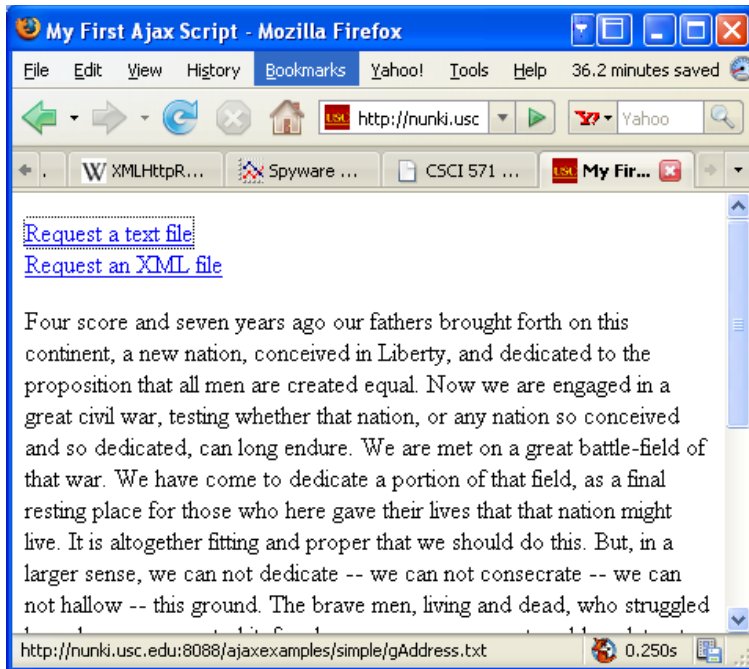 My First Ajax Script - Mozilla Firefox
File Edit View History Bookmarks Yahoo! Tools Help 36.2 minutes saved
USC http://nunki.usc Y! Yahoo
. W XMLHttpR... Spyware ... CSCI 571 ... USC My Fir...
Request a text file
Request an XML file
Four score and seven years ago our fathers brought forth on this
continent, a new nation, conceived in Liberty, and dedicated to the
proposition that all men are created equal. Now we are engaged in a
great civil war, testing whether that nation, or any nation so conceived
and so dedicated, can long endure. We are met on a great battle-field of
that war. We have come to dedicate a portion of that field, as a final
resting place for those who here gave their lives that that nation might
live. It is altogether fitting and proper that we should do this. But, in a
larger sense, we can not dedicate -- we can not consecrate -- we can
not hallow -- this ground. The brave men, living and dead, who struggled
http://nunki.usc.edu:8088/ajaxexamples/simple/gAddress.txt 0.250s